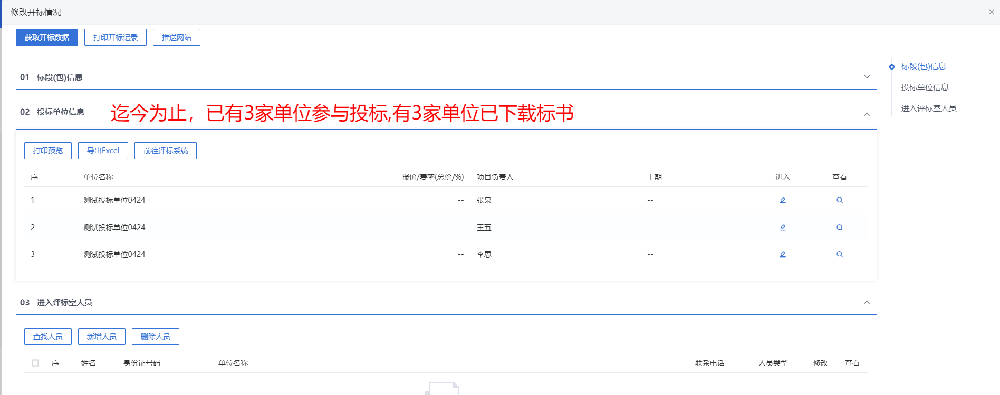 修改开标情况
获取开标数据 打印开标记录 推送网站
01 标段(包)信息
标段(包)信息
投标单位信息
进入评标室人员
02 投标单位信息 迄今为止，已有3家单位参与投标,有3家单位已下载标书
打印预览 导出Excel 前往评标系统
序 单位名称 报价/费率(总价/%) 项目负责人 工期 进入 查看
1 测试投标单位0424 -- 张泉 --
2 测试投标单位0424 -- 王五 --
3 测试投标单位0424 -- 李思 --
03 进入评标室人员
查找人员 新增人员 删除人员
序 姓名 身份证号码 单位名称 联系电话 人员类型 修改 查看